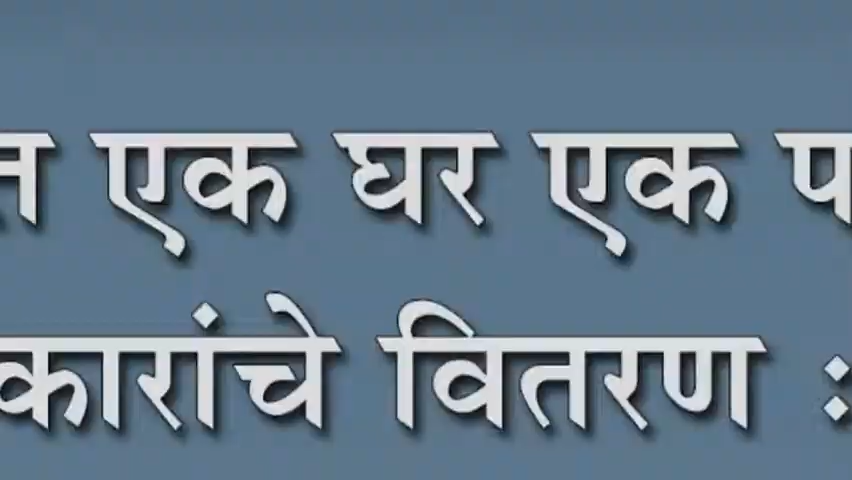 त एक घर एक प
कारांचे वितरण :